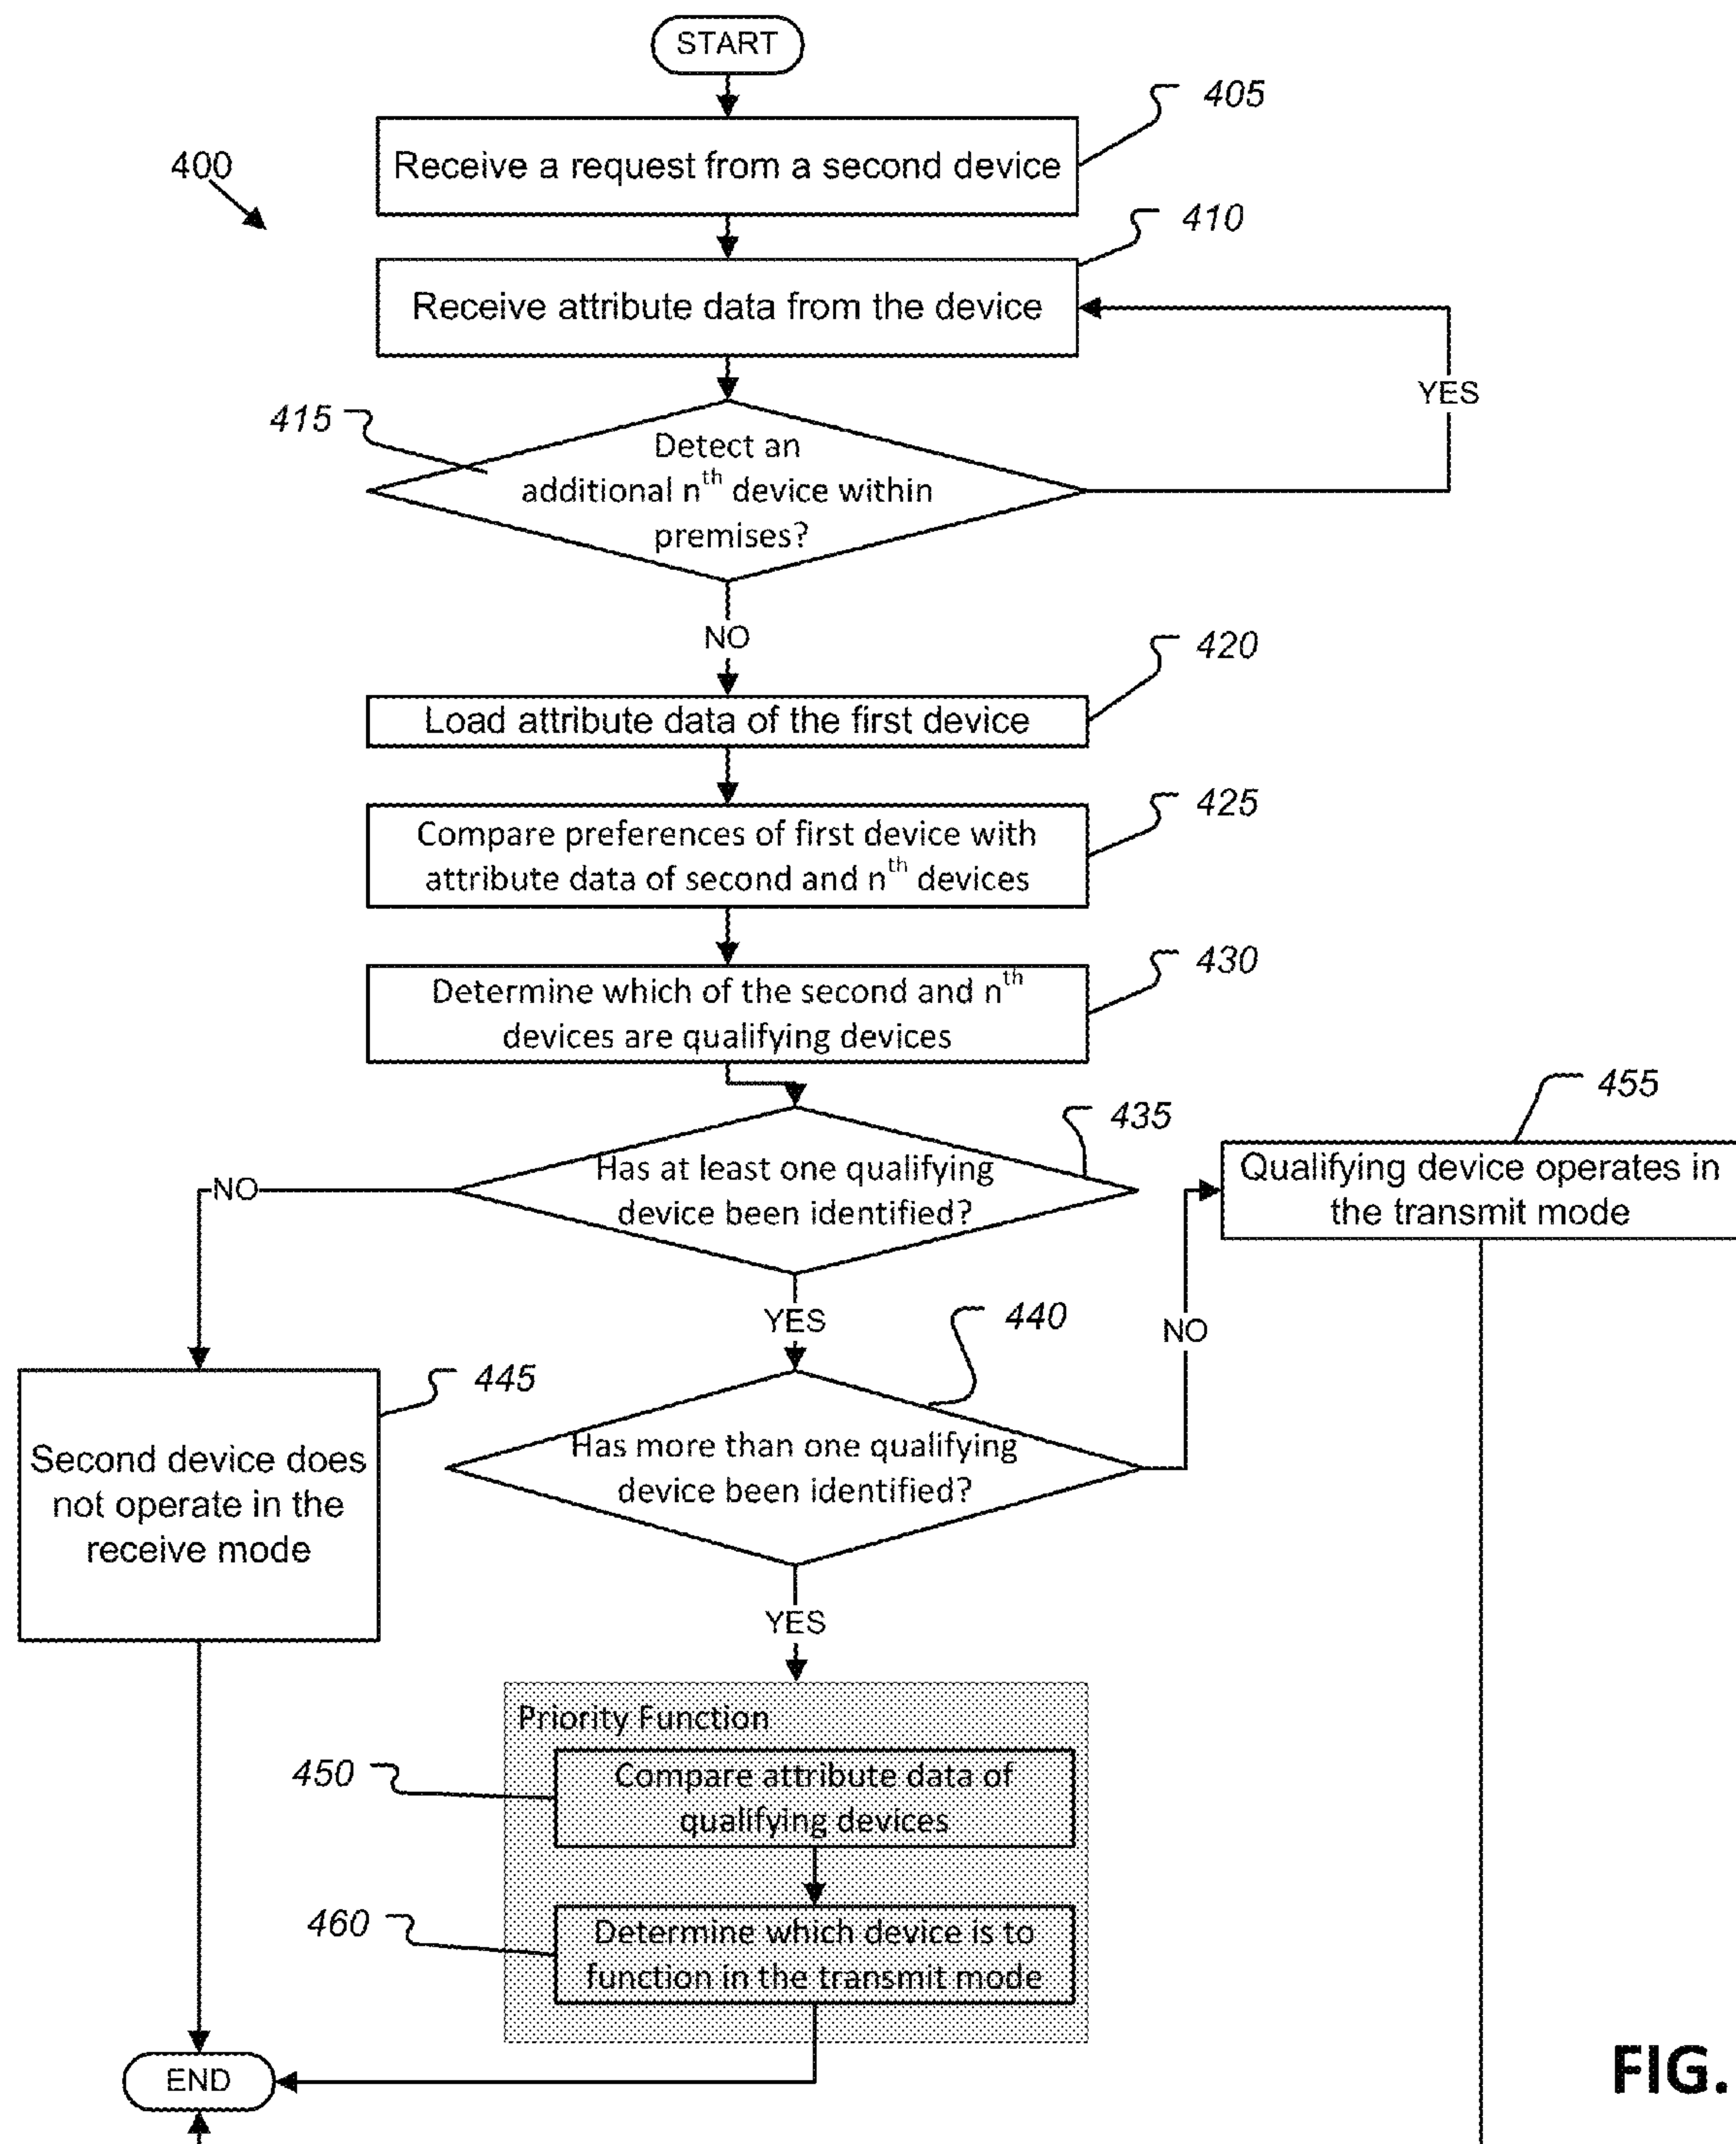 START
405
Receive a request from a second device
400
410
Receive attribute data from the device
YES
415
Detect an
additional nth device within
premises?
NO
420
Load attribute data of the first device
425
Compare preferences of first device with
attribute data of second and nth devices
430
Determine which of the second and nth
devices are qualifying devices
455
435
Qualifying device operates in
the transmit mode
Has at least one qualifying
device been identified?
NO
YES
440
NO
445
Has more than one qualifying
device been identified?
Second device does
not operate in the
receive mode
YES
Priority Function
450
Compare attribute data of
qualifying devices
460
Determine which device is to
function in the transmit mode
END
FIG.